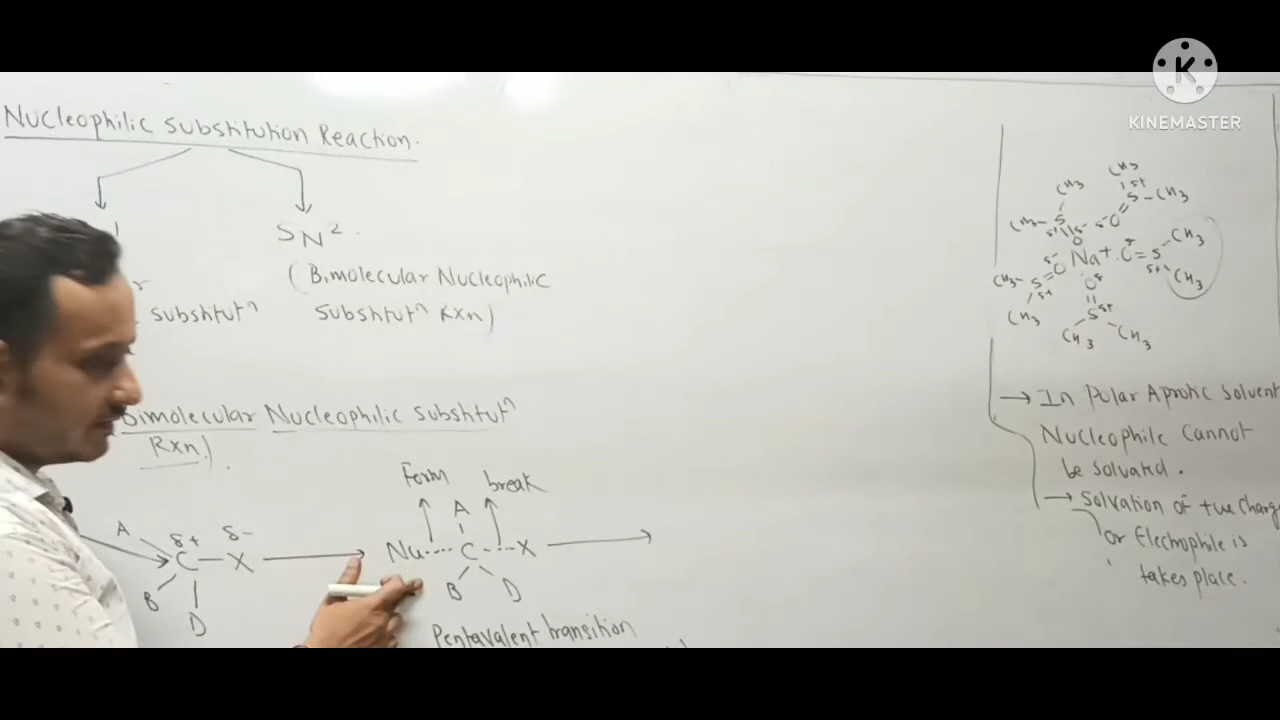 KINEMASTER
Nucleophilic Substitution Reaction.
SN2.
(Bimolecular Nucleophilic
substitutn
Substitutn Rxn)
Bimolecular Nucleophilic Substitutn
Rxn).
Form break
A
A δ+ δ-
C X
Nu C X
B
D
B D
Pentavalent transition
CH3
CH3 S δ+ CH3
CH3 S δ+ δ- δ- O
O CH3
δ- Na+ O δ- = S
CH3 S = O δ+ CH3
δ+ O δ-
CH3 S δ+
CH3 CH3
→ In Polar Aprotic Solvent
Nucleophile Cannot
be solvated.
→ Solvation of +ve Charge
or Electrophile is
takes place.